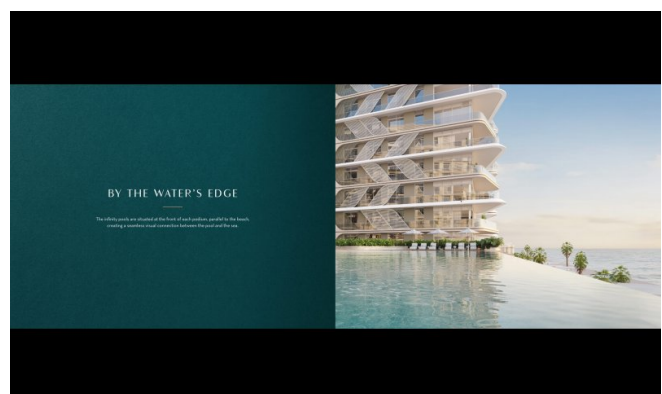 BY THE WATER'S EDGE
The infinity pools are situated at the front of each podium, parallel to the beach,
creating a seamless visual connection between the pool and the sea.